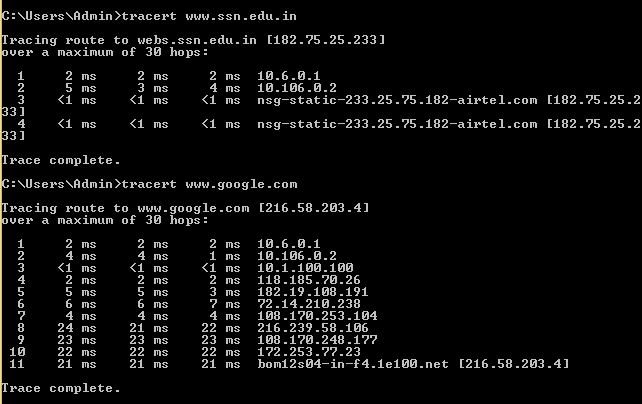 C:\Users\Admin>tracert www.ssn.edu.in
Tracing route to webs.ssn.edu.in [182.75.25.233]
over a maximum of 30 hops:
1 2 ms 2 ms 2 ms 10.6.0.1
2 5 ms 3 ms 4 ms 10.106.0.2
3 <1 ms <1 ms <1 ms nsg-static-233.25.75.182-airtel.com [182.75.25.2
33]
4 <1 ms <1 ms <1 ms nsg-static-233.25.75.182-airtel.com [182.75.25.2
33]
Trace complete.
C:\Users\Admin>tracert www.google.com
Tracing route to www.google.com [216.58.203.4]
over a maximum of 30 hops:
1 2 ms 2 ms 2 ms 10.6.0.1
2 4 ms 4 ms 1 ms 10.106.0.2
3 <1 ms <1 ms <1 ms 10.1.100.100
4 2 ms 2 ms 2 ms 118.185.70.26
5 5 ms 5 ms 3 ms 182.19.108.191
6 6 ms 6 ms 7 ms 72.14.210.238
7 4 ms 4 ms 4 ms 108.170.253.104
8 24 ms 21 ms 22 ms 216.239.58.106
9 23 ms 23 ms 23 ms 108.170.248.177
10 22 ms 22 ms 22 ms 172.253.77.23
11 21 ms 21 ms 21 ms bom12s04-in-f4.1e100.net [216.58.203.4]
Trace complete.